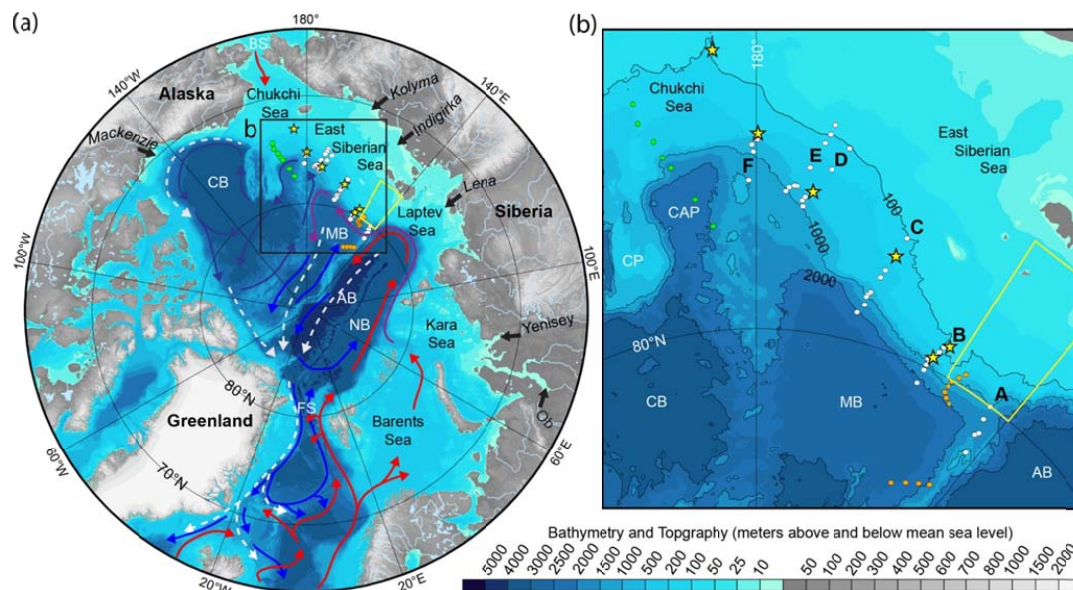 (a)
180°
140°W
140°E
BS
Alaska
Chukchi
Sea
Kolyma
Indigirka
b
East
Siberian
Sea
Mackenzie
CB
Lena
Laptev
Sea
Siberia
MB
100°W
100°E
AB
NB
Kara
Sea
Yenisey
80°N
FS
Greenland
Barents
Sea
Ob
60°W
70°N
60°E
20°W
20°E
(b)
180°
Chukchi
Sea
East
Siberian
Sea
F
E
D
100
CAP
C
1000
CP
2000
B
80°N
A
CB
MB
AB
Bathymetry and Topography (meters above and below mean sea level)
5000
4000
3000
2500
2000
1500
1000
500
250
100
50
25
10
50
100
200
300
400
500
600
700
800
1000
1500
2000